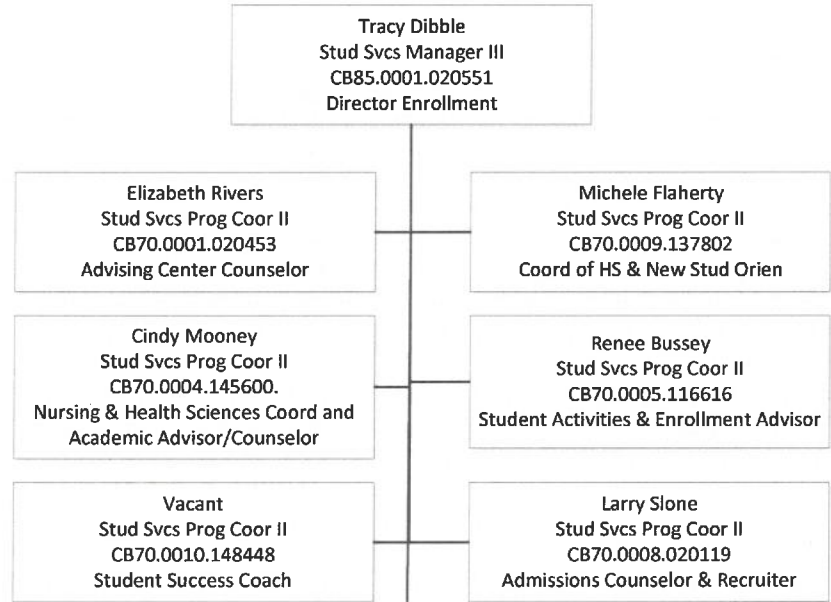 Tracy Dibble
Stud Svcs Manager III
CB85.0001.020551
Director Enrollment
Elizabeth Rivers
Stud Svcs Prog Coor II
CB70.0001.020453
Advising Center Counselor
Michele Flaherty
Stud Svcs Prog Coor II
CB70.0009.137802
Coord of HS & New Stud Orien
Cindy Mooney
Stud Svcs Prog Coor II
CB70.0004.145600.
Nursing & Health Sciences Coord and
Academic Advisor/Counselor
Renee Bussey
Stud Svcs Prog Coor II
CB70.0005.116616
Student Activities & Enrollment Advisor
Vacant
Stud Svcs Prog Coor II
CB70.0010.148448
Student Success Coach
Larry Slone
Stud Svcs Prog Coor II
CB70.0008.020119
Admissions Counselor & Recruiter